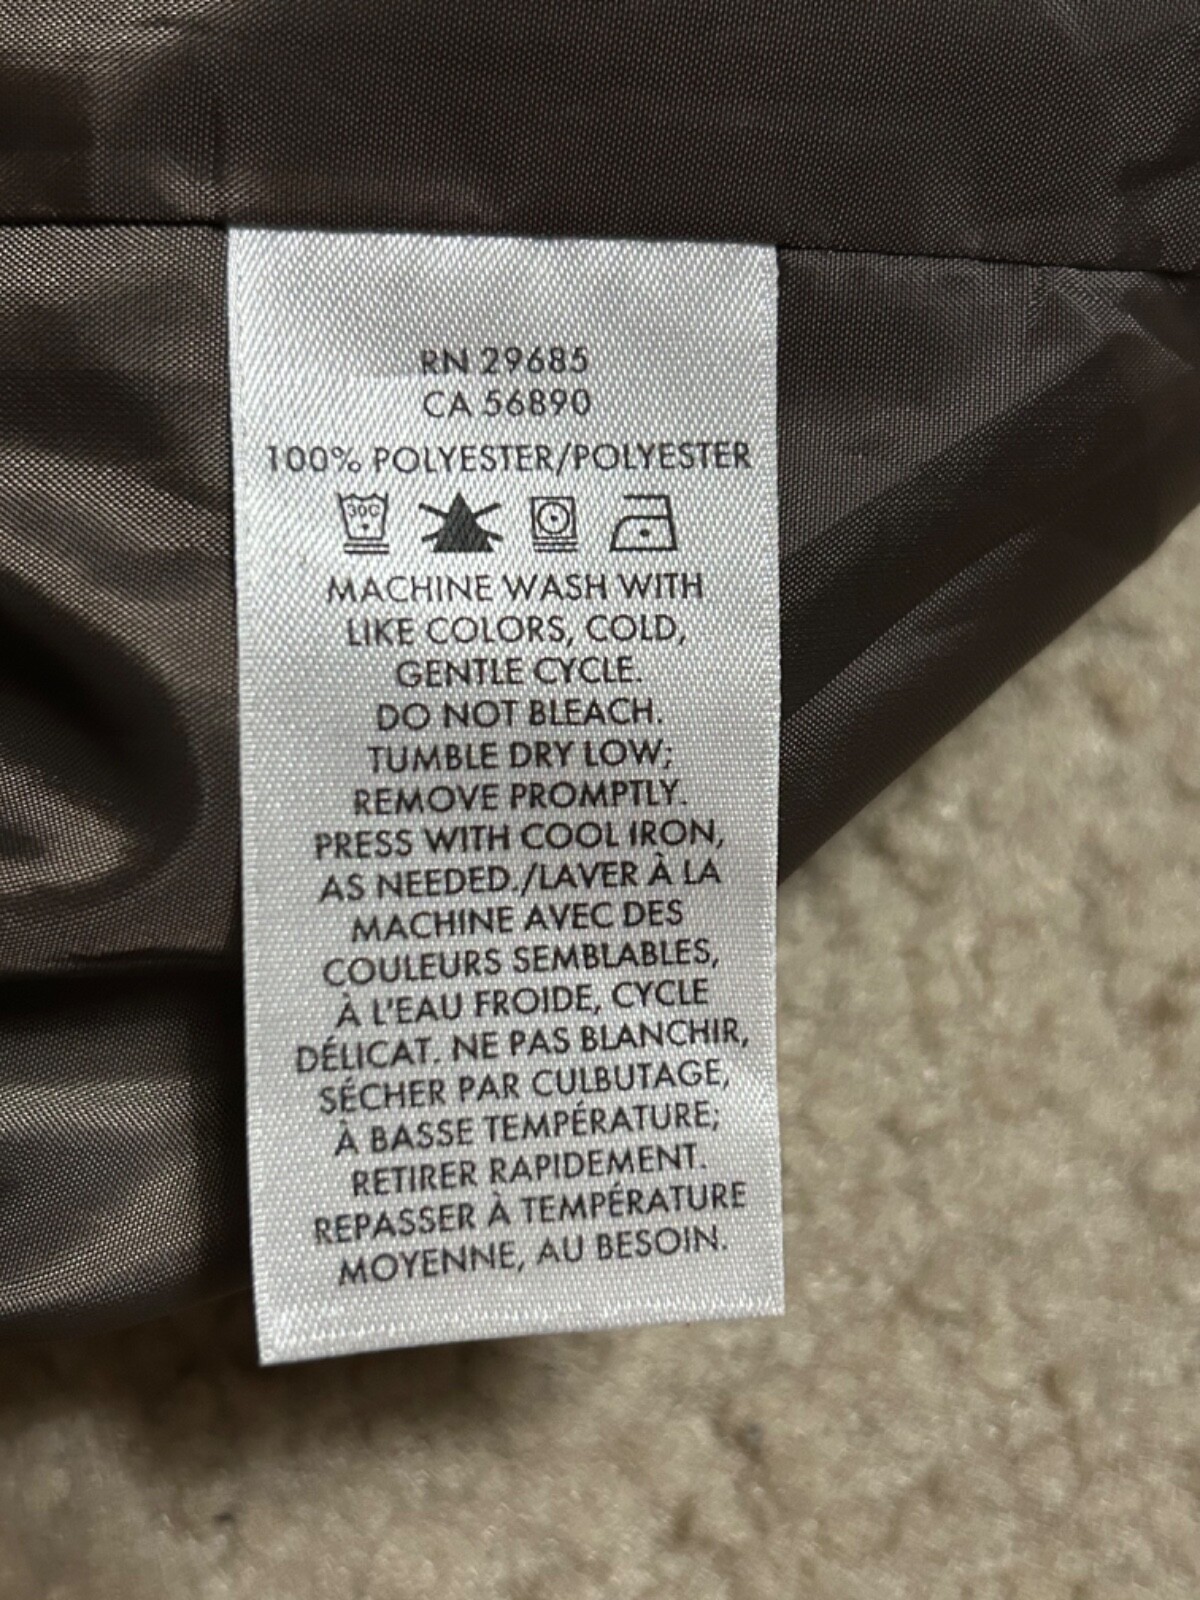 RN 29685
CA 56890
100% POLYESTER/POLYESTER
30C
MACHINE WASH WITH
LIKE COLORS, COLD,
GENTLE CYCLE.
DO NOT BLEACH.
TUMBLE DRY LOW;
REMOVE PROMPTLY.
PRESS WITH COOL IRON,
AS NEEDED./LAVER À LA
MACHINE AVEC DES
COULEURS SEMBLABLES,
À L'EAU FROIDE, CYCLE
DÉLICAT. NE PAS BLANCHIR,
SÉCHER PAR CULBUTAGE,
À BASSE TEMPÉRATURE;
RETIRER RAPIDEMENT.
REPASSER À TEMPÉRATURE
MOYENNE, AU BESOIN.